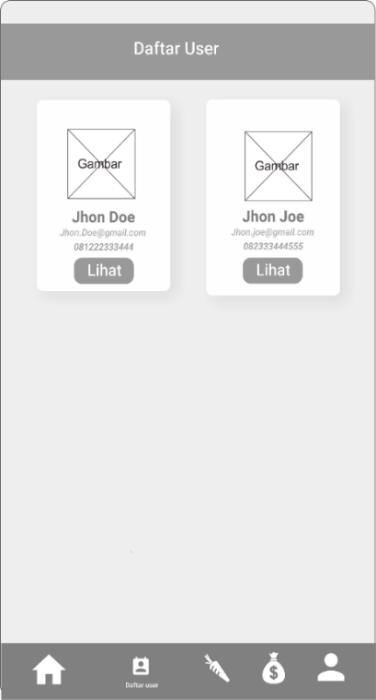 Daftar User
Gambar
Jhon Doe
Jhon.Doe@gmail.com
081222333444
Lihat
Gambar
Jhon Joe
Jhon.joe@gmail.com
082333444555
Lihat
$
Daftar user